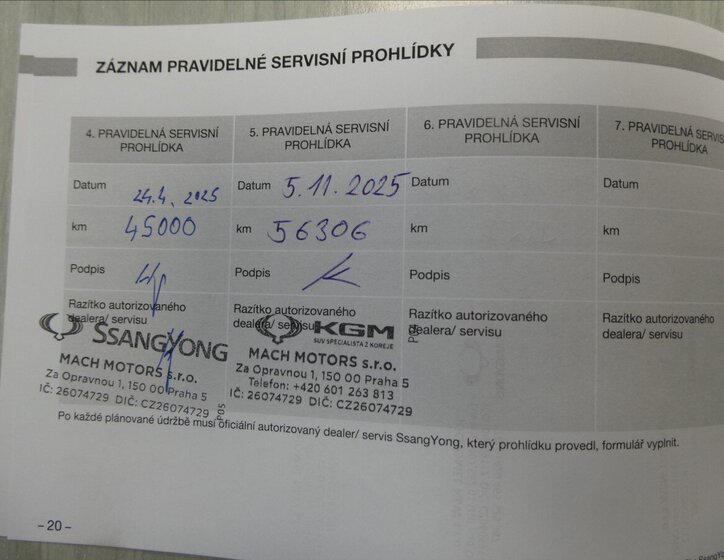 ZÁZNAM PRAVIDELNÉ SERVISNÍ PROHLÍDKY
4. PRAVIDELNÁ SERVISNÍ
PROHLÍDKA
Datum 24.4. 2025
km 45000
Podpis
Razítko autorizovaného
dealera/ servisu
SSANGYONG
MACH MOTORS s.r.o.
Za Opravnou 1, 150 00 Praha 5
IČ: 26074729 DIČ: CZ26074729
P05
5. PRAVIDELNÁ SERVISNÍ
PROHLÍDKA
Datum 5.11.2025
km 56306
Podpis
Razítko autorizovaného
dealera/ servisu
KGM
SUV SPECIALISTA Z KOREJE
MACH MOTORS s.r.o.
Za Opravnou 1, 150 00 Praha 5
Telefon: +420 601 263 813
IČ: 26074729 DIČ: CZ26074729
6. PRAVIDELNÁ SERVISNÍ
PROHLÍDKA
Datum
km
Podpis
Razítko autorizovaného
dealera/ servisu
7. PRAVIDELNÁ
PROHLÍDKA
Datum
km
Podpis
Razítko autorizovaného
dealera/ servisu
Po každé plánované údržbě musí oficiální autorizovaný dealer/ servis SsangYong, který prohlídku provedl, formulář vyplnit.
– 20 –